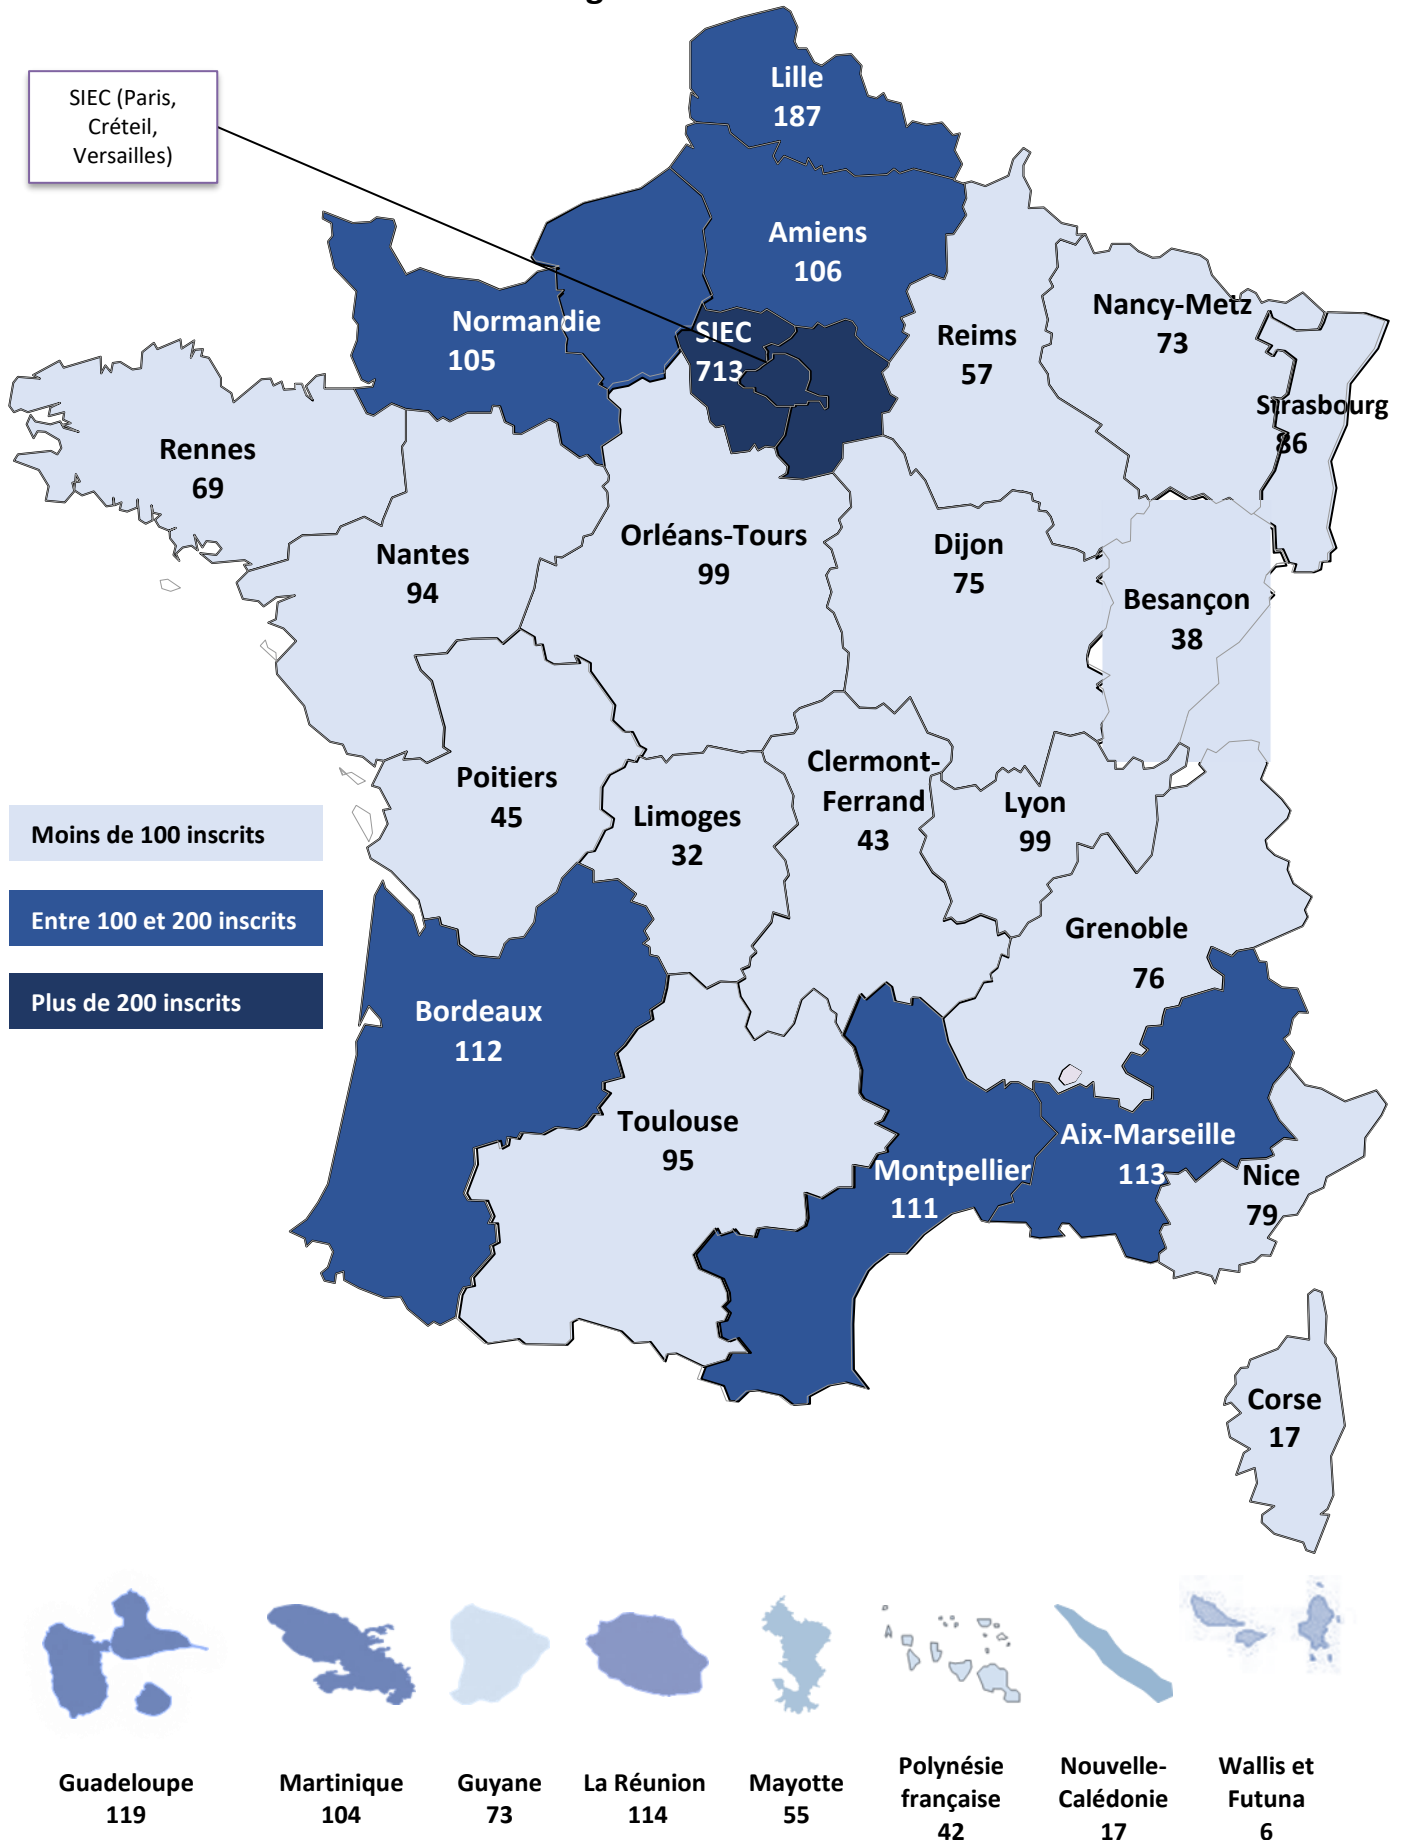 SIEC (Paris,
Créteil,
Versailles)
Lille
187
Amiens
106
Normandie
105
SIEC
713
Reims
57
Nancy-Metz
73
Strasbourg
86
Rennes
69
Nantes
94
Orléans-Tours
99
Dijon
75
Besançon
38
Poitiers
45
Limoges
32
Clermont-
Ferrand
43
Lyon
99
Grenoble
76
Moins de 100 inscrits
Entre 100 et 200 inscrits
Plus de 200 inscrits
Bordeaux
112
Toulouse
95
Montpellier
111
Aix-Marseille
113
Nice
79
Corse
17
Guadeloupe
119
Martinique
104
Guyane
73
La Réunion
114
Mayotte
55
Polynésie
française
42
Nouvelle-
Calédonie
17
Wallis et
Futuna
6